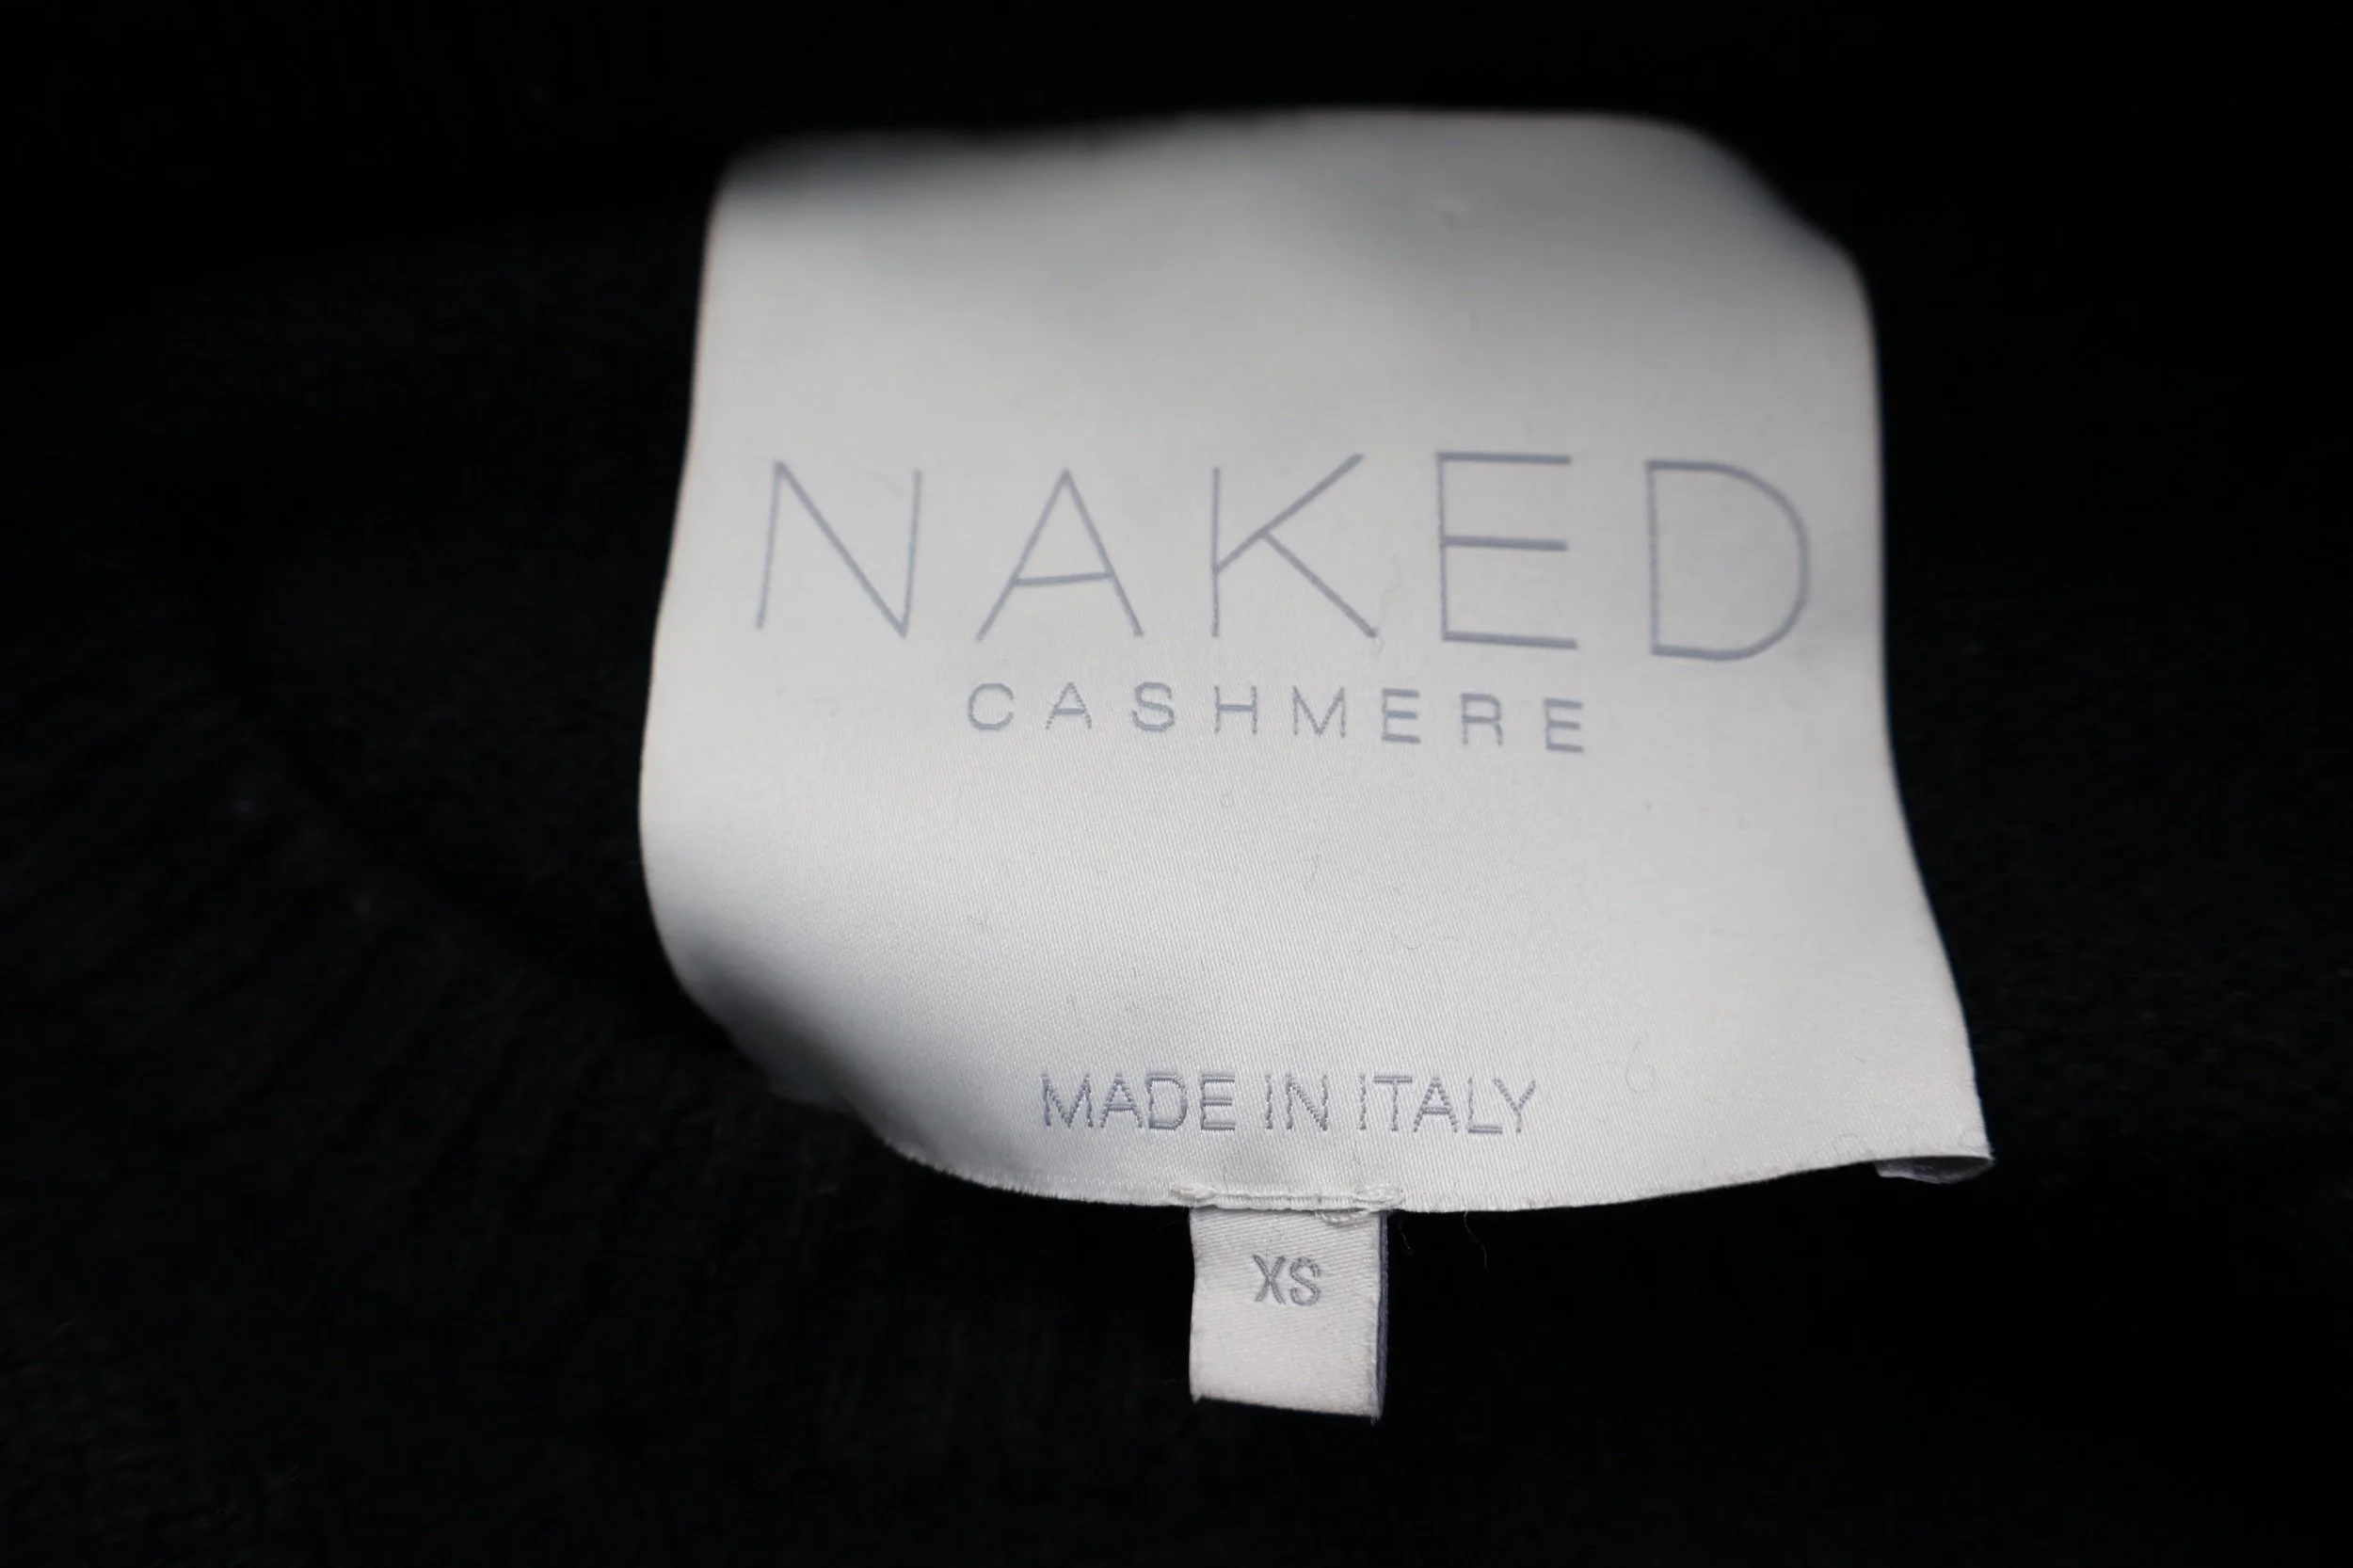 NAKED
CASHMERE
MADE IN ITALY
XS